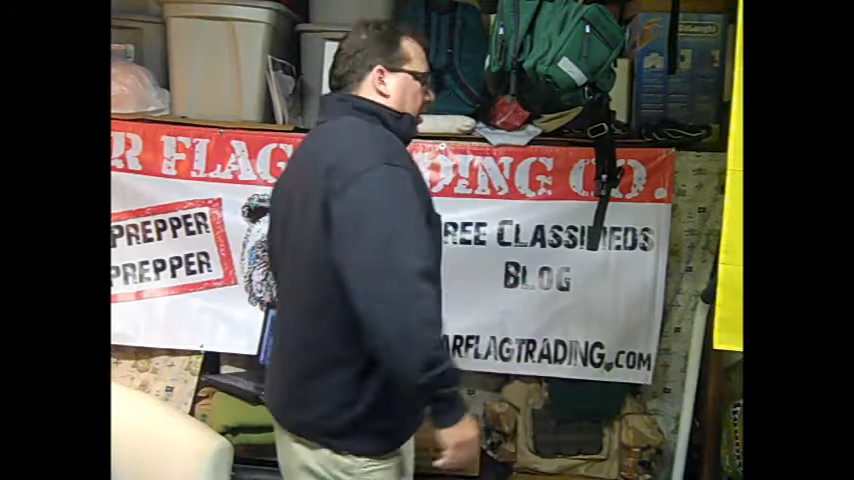 R FLAG
DING CO.
PREPPER
PREPPER
REE CLASSIFIEDS
BLOG
ARFLAGTRADING.COM